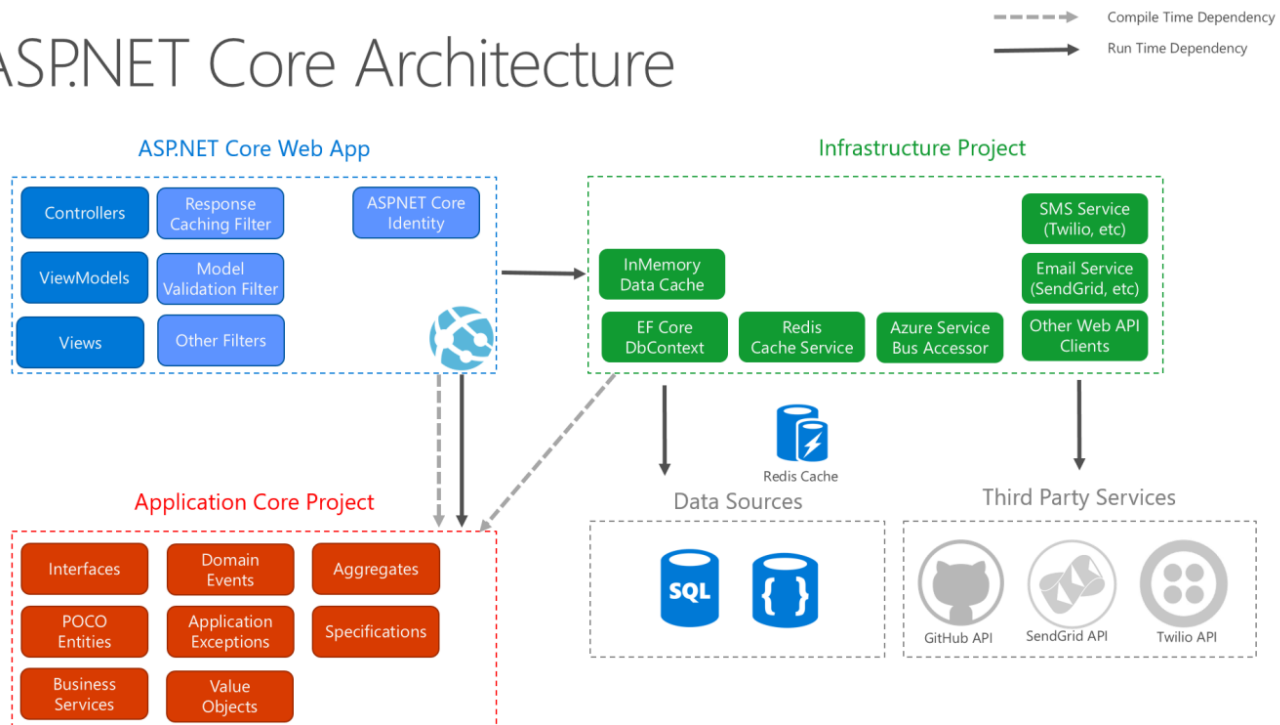 Compile Time Dependency
Run Time Dependency
ASP.NET Core Architecture
ASP.NET Core Web App
Controllers
Response
Caching Filter
ASP.NET Core
Identity
ViewModels
Model
Validation Filter
Views
Other Filters
Infrastructure Project
SMS Service
(Twilio, etc)
InMemory
Data Cache
Email Service
(SendGrid, etc)
EF Core
DbContext
Redis
Cache Service
Azure Service
Bus Accessor
Other Web API
Clients
Redis Cache
Application Core Project
Interfaces
Domain
Events
Aggregates
POCO
Entities
Application
Exceptions
Specifications
Business
Services
Value
Objects
Data Sources
SQL
{ }
Third Party Services
GitHub API
SendGrid API
Twilio API